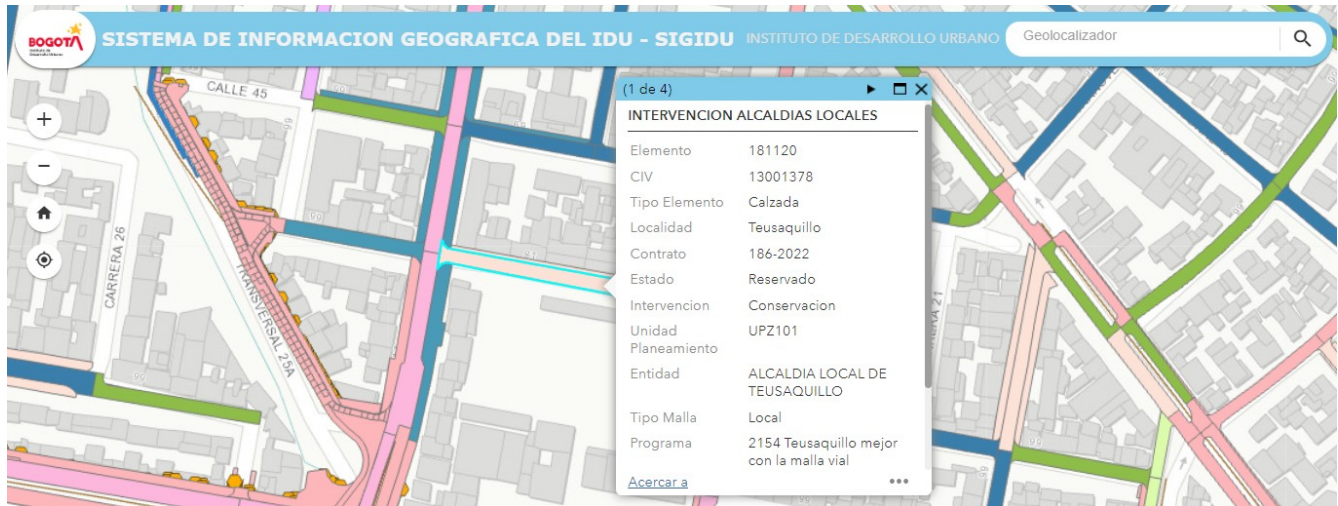 BOGOTÁ
SISTEMA DE INFORMACION GEOGRAFICA DEL IDU - SIGIDU INSTITUTO DE DESARROLLO URBANO
Geolocalizador
CALLE 45
CARRERA 26
TRANSVERSAL 25A
(1 de 4)
INTERVENCION ALCALDIAS LOCALES
Elemento 181120
CIV 13001378
Tipo Elemento Calzada
Localidad Teusaquillo
Contrato 186-2022
Estado Reservado
Intervencion Conservacion
Unidad UPZ101
Planeamiento
Entidad ALCALDIA LOCAL DE
TEUSAQUILLO
Tipo Malla Local
Programa 2154 Teusaquillo mejor
con la malla vial
Acercar a